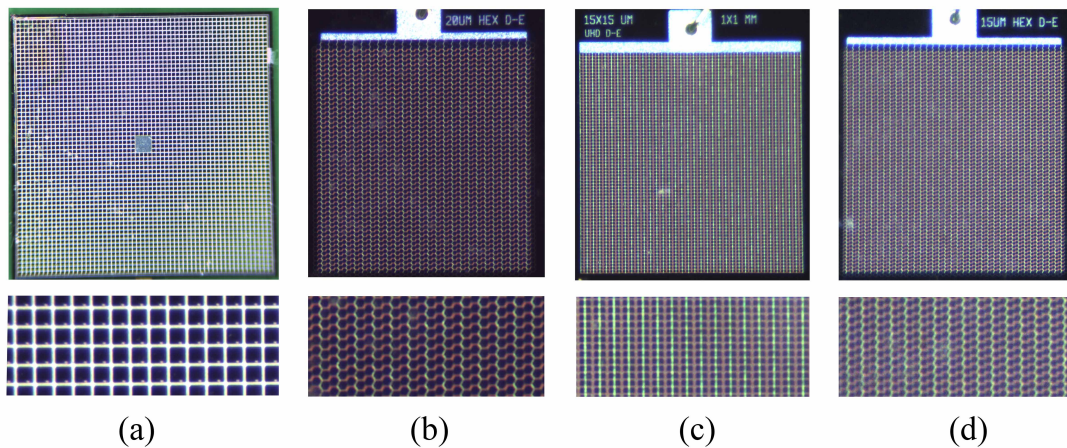 20UM HEX D-E
15X15 UM
UHD D-E
1X1 MM
15UM HEX D-E
(a)
(b)
(c)
(d)